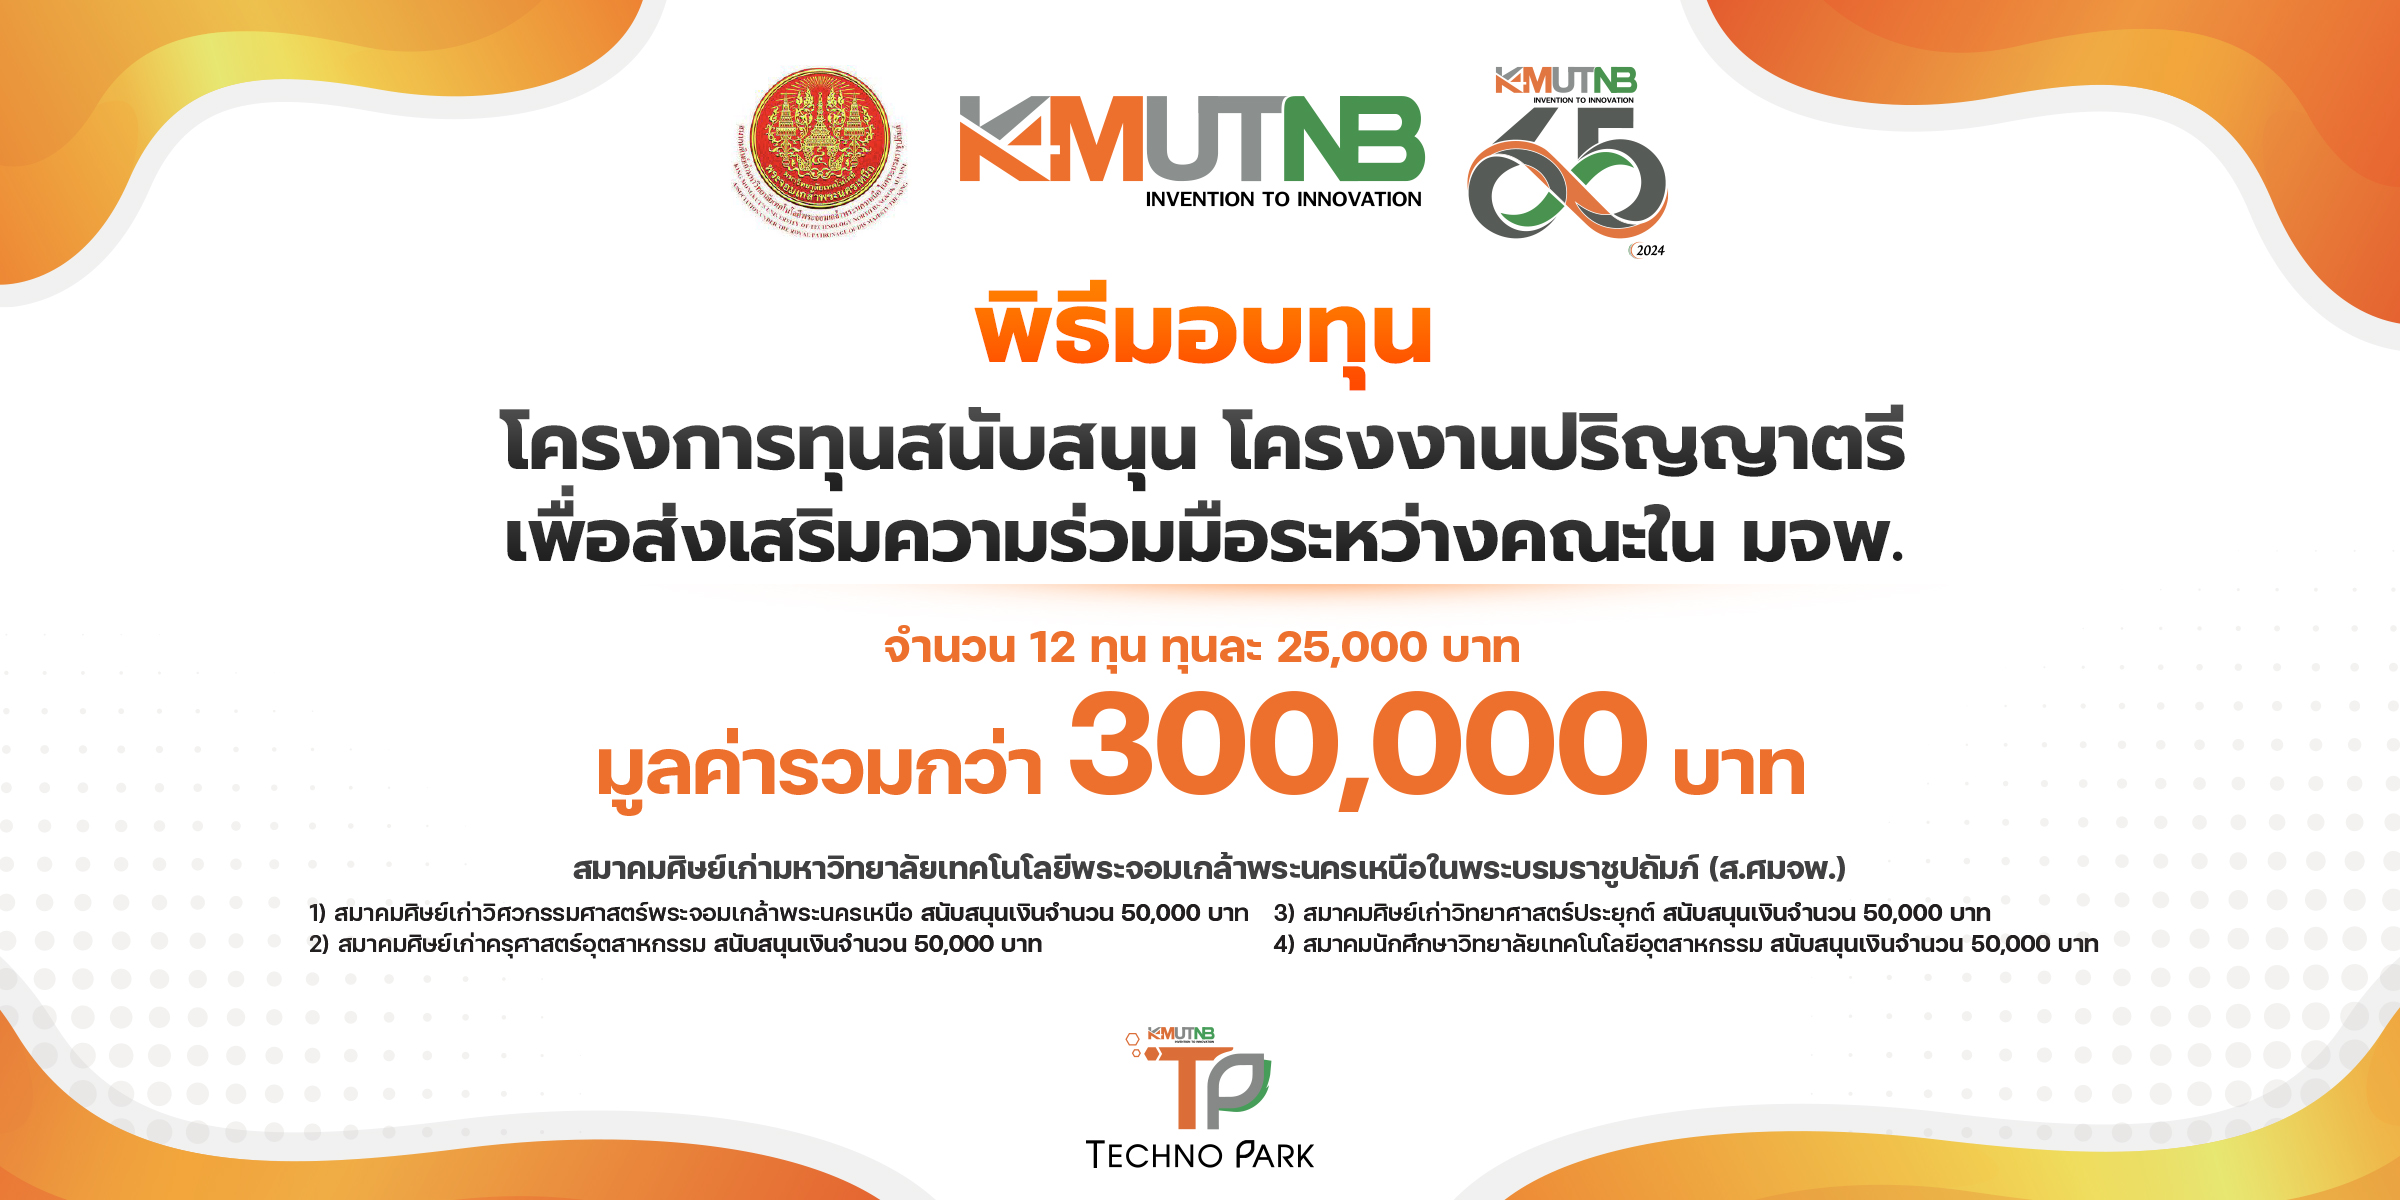 KMUTNB
INVENTION TO INNOVATION
KMUTNB
INVENTION TO INNOVATION
65
2024
พิธีมอบทุน
โครงการทุนสนับสนุน โครงงานปริญญาตรี
เพื่อส่งเสริมความร่วมมือระหว่างคณะใน มจพ.
จำนวน 12 ทุน ทุนละ 25,000 บาท
มูลค่ารวมกว่า 300,000 บาท
สมาคมศิษย์เก่ามหาวิทยาลัยเทคโนโลยีพระจอมเกล้าพระนครเหนือในพระบรมราชูปถัมภ์ (ส.ศมจพ.)
1) สมาคมศิษย์เก่าวิศวกรรมศาสตร์พระจอมเกล้าพระนครเหนือ สนับสนุนเงินจำนวน 50,000 บาท
2) สมาคมศิษย์เก่าครุศาสตร์อุตสาหกรรม สนับสนุนเงินจำนวน 50,000 บาท
3) สมาคมศิษย์เก่าวิทยาศาสตร์ประยุกต์ สนับสนุนเงินจำนวน 50,000 บาท
4) สมาคมนักศึกษาวิทยาลัยเทคโนโลยีอุตสาหกรรม สนับสนุนเงินจำนวน 50,000 บาท
KMUTNB
INVENTION TO INNOVATION
TP
TECHNO PARK